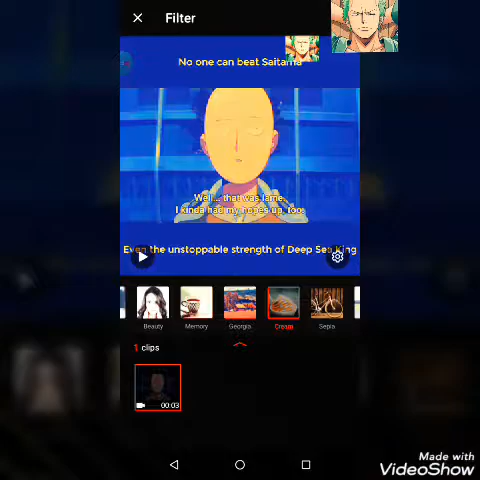 Filter
No one can beat Saitama
Well... that was lame.
I kinda had my hopes up, too!
Even the unstoppable strength of Deep Sea King
Beauty
Memory
Georgia
Cream
Sepia
1 clips
00:03
Made with
VideoShow